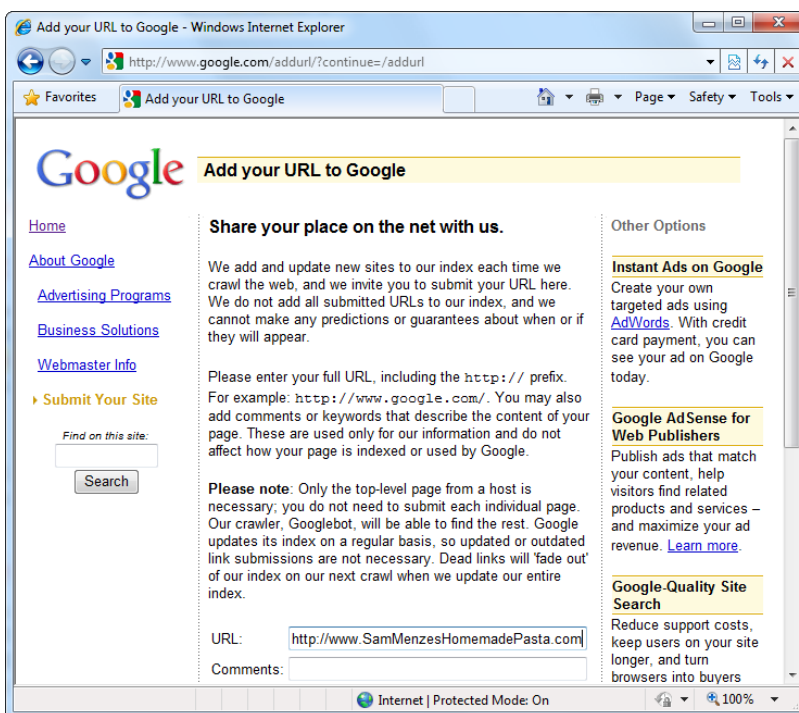 Add your URL to Google - Windows Internet Explorer
http://www.google.com/addurl/?continue=/addurl
Favorites
Add your URL to Google
Page
Safety
Tools
Google
Add your URL to Google
Home
About Google
Advertising Programs
Business Solutions
Webmaster Info
Submit Your Site
Find on this site:
Search
Share your place on the net with us.
We add and update new sites to our index each time we
crawl the web, and we invite you to submit your URL here.
We do not add all submitted URLs to our index, and we
cannot make any predictions or guarantees about when or if
they will appear.
Please enter your full URL, including the http:// prefix.
For example: http://www.google.com/. You may also
add comments or keywords that describe the content of your
page. These are used only for our information and do not
affect how your page is indexed or used by Google.
Please note: Only the top-level page from a host is
necessary; you do not need to submit each individual page.
Our crawler, Googlebot, will be able to find the rest. Google
updates its index on a regular basis, so updated or outdated
link submissions are not necessary. Dead links will 'fade out'
of our index on our next crawl when we update our entire
index.
URL: http://www.SamMenzesHomemadePasta.com
Comments:
Other Options
Instant Ads on Google
Create your own
targeted ads using
AdWords. With credit
card payment, you can
see your ad on Google
today.
Google AdSense for
Web Publishers
Publish ads that match
your content, help
visitors find related
products and services –
and maximize your ad
revenue. Learn more.
Google-Quality Site
Search
Reduce support costs,
keep users on your site
longer, and turn
browsers into buyers
Internet | Protected Mode: On
100%